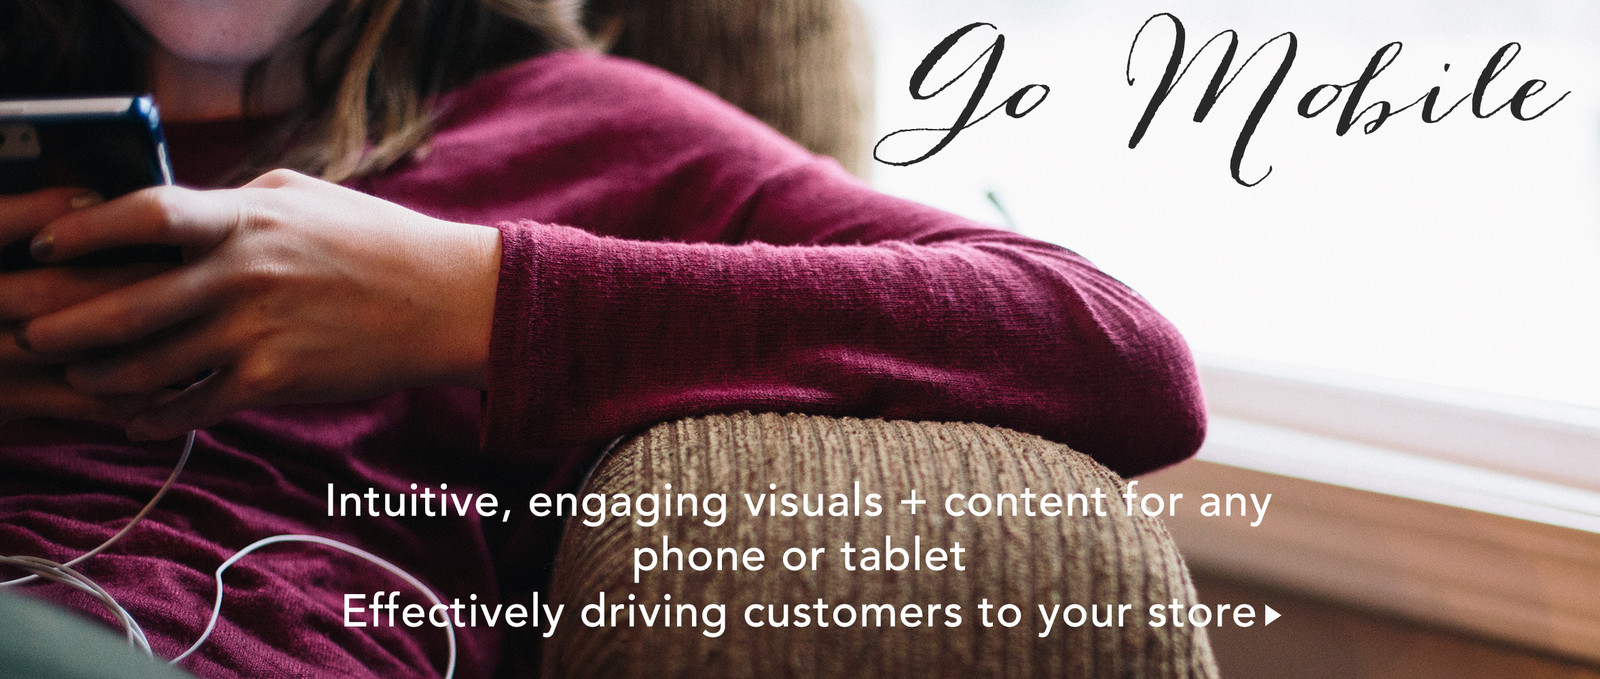 Go Mobile
Intuitive, engaging visuals + content for any
phone or tablet
Effectively driving customers to your store